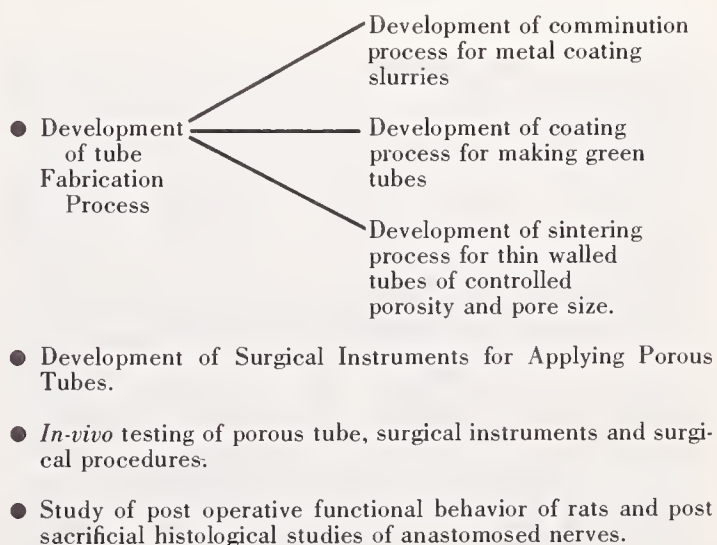 Development of comminution
process for metal coating
slurries
● Development
of tube
Fabrication
Process
Development of coating
process for making green
tubes
Development of sintering
process for thin walled
tubes of controlled
porosity and pore size.
● Development of Surgical Instruments for Applying Porous
Tubes.
● In-vivo testing of porous tube, surgical instruments and surgi-
cal procedures.
● Study of post operative functional behavior of rats and post
sacrificial histological studies of anastomosed nerves.